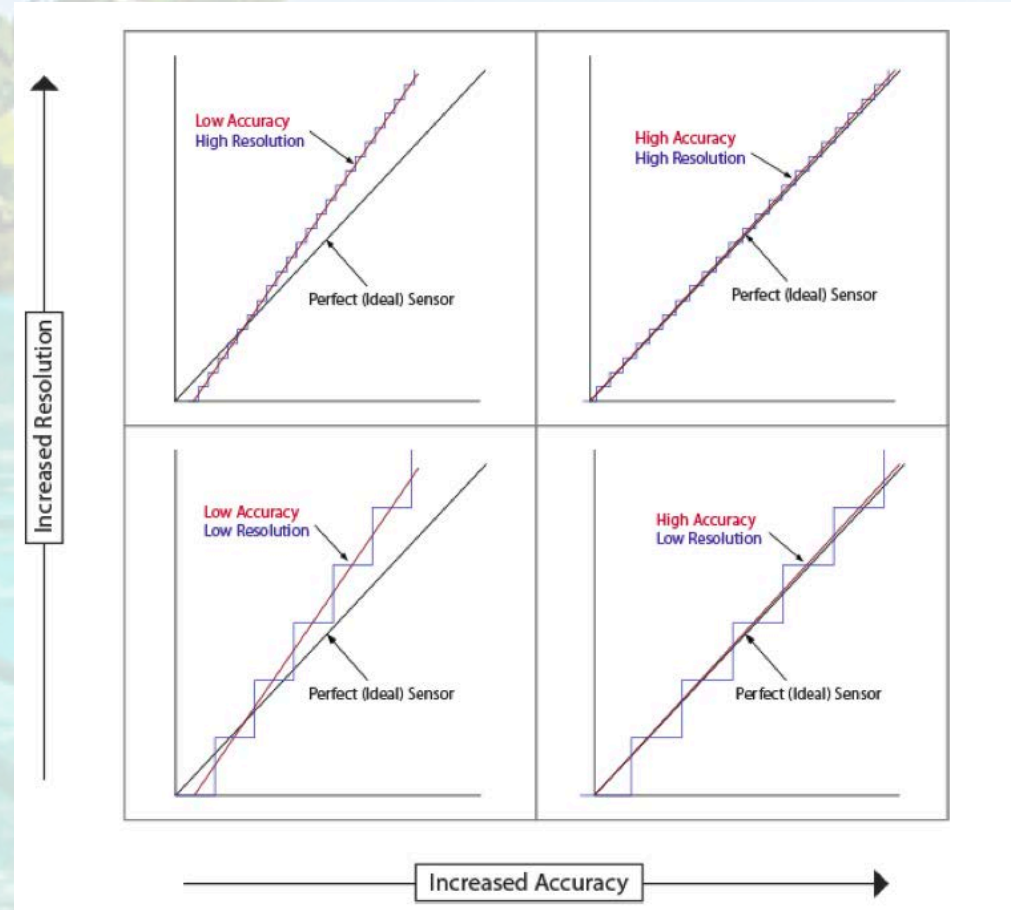 Low Accuracy
High Resolution
Perfect (Ideal) Sensor
High Accuracy
High Resolution
Perfect (Ideal) Sensor
Increased Resolution
Low Accuracy
Low Resolution
Perfect (Ideal) Sensor
High Accuracy
Low Resolution
Perfect (Ideal) Sensor
Increased Accuracy